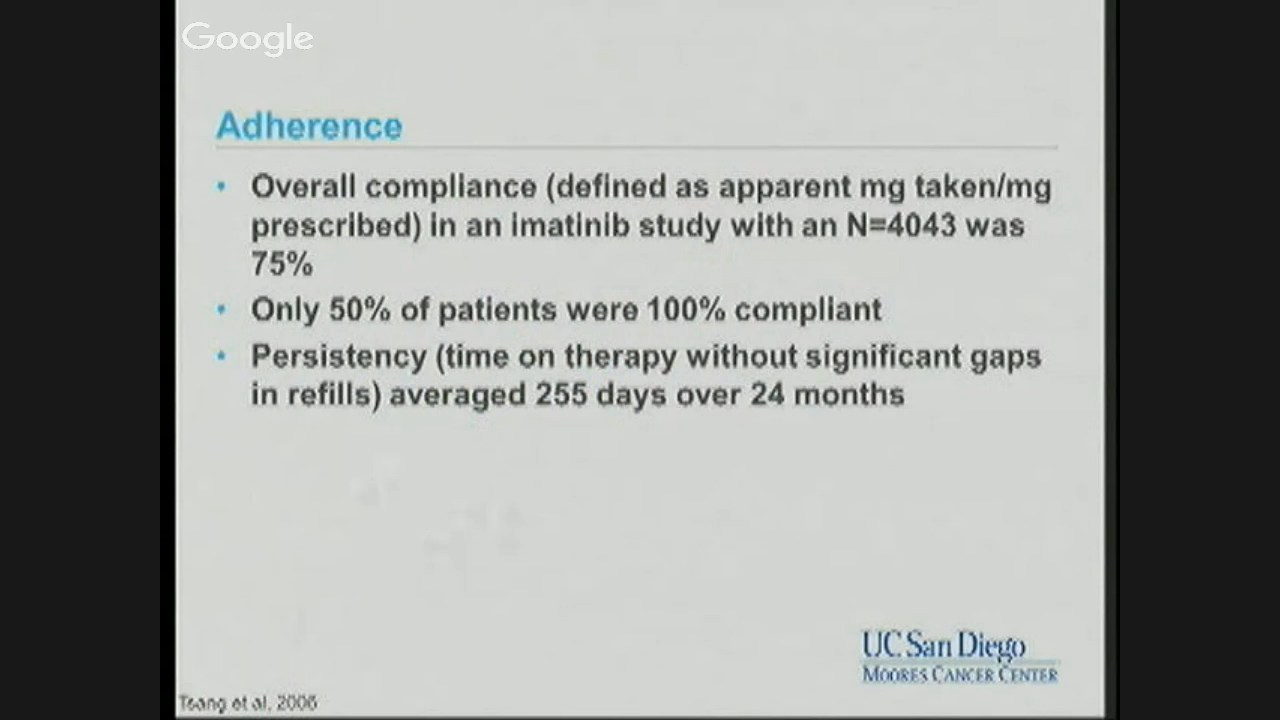 Google
Adherence
• Overall compliance (defined as apparent mg taken/mg
prescribed) in an imatinib study with an N=4043 was
75%
• Only 50% of patients were 100% compliant
• Persistency (time on therapy without significant gaps
in refills) averaged 255 days over 24 months
UC San Diego
MOORES CANCER CENTER
Tsang et al, 2006